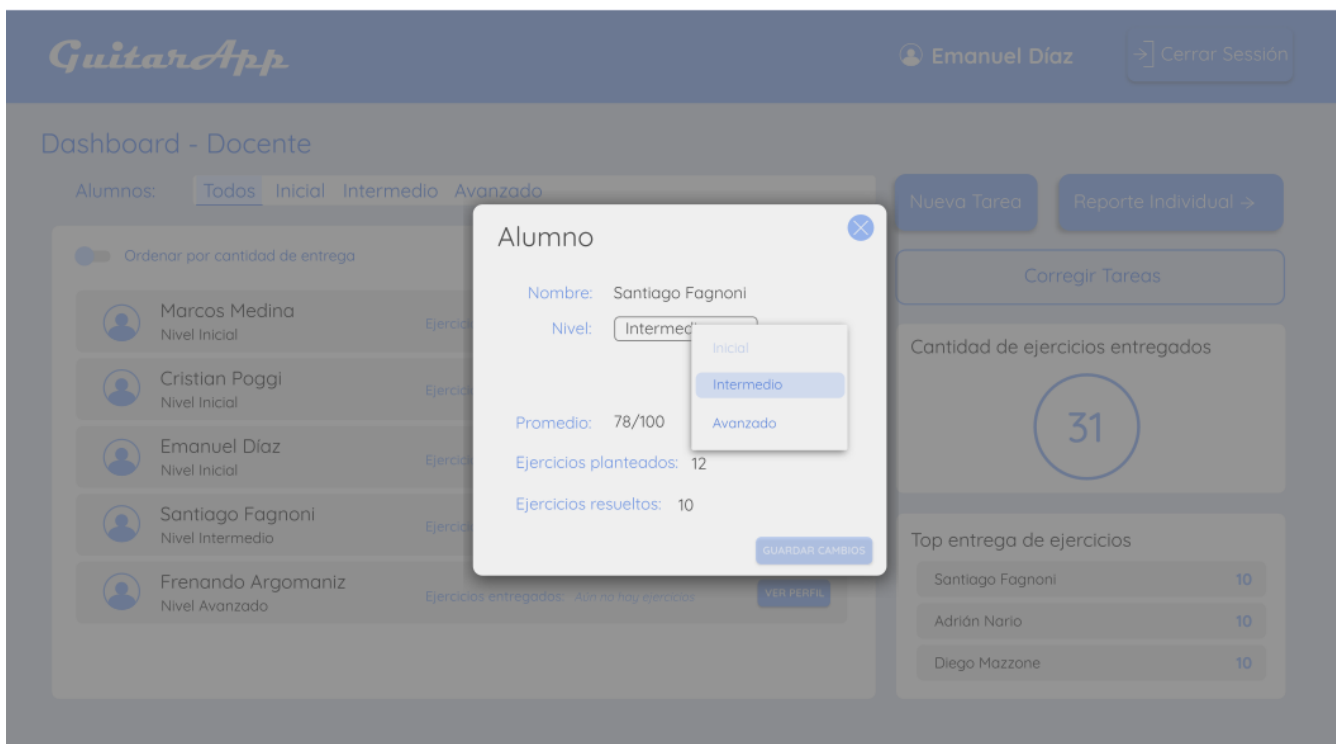 GuitarApp
Emanuel Díaz
Cerrar Sessión
Dashboard - Docente
Alumnos: Todos Inicial Intermedio Avanzado
Nueva Tarea
Reporte Individual →
Corregir Tareas
Ordenar por cantidad de entrega
Marcos Medina
Nivel Inicial
Cristian Poggi
Nivel Inicial
Emanuel Díaz
Nivel Inicial
Santiago Fagnoni
Nivel Intermedio
Frenando Argomaniz
Nivel Avanzado
Ejercicios entregados: Aún no hay ejercicios
VER PERFIL
Alumno
Nombre: Santiago Fagnoni
Nivel: Intermed
Inicial
Intermedio
Avanzado
Promedio: 78/100
Ejercicios planteados: 12
Ejercicios resueltos: 10
GUARDAR CAMBIOS
Cantidad de ejercicios entregados
31
Top entrega de ejercicios
Santiago Fagnoni 10
Adrián Nario 10
Diego Mazzone 10